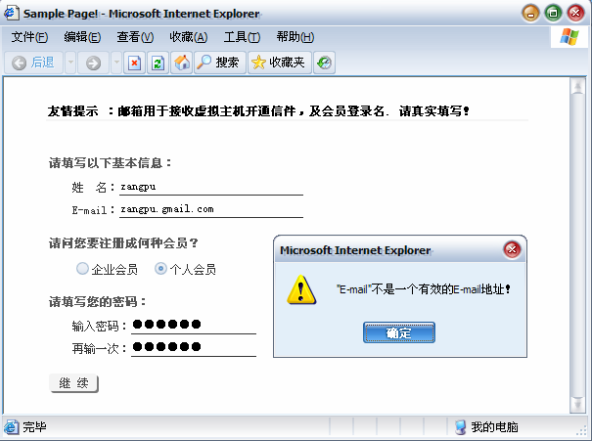 Sample Page! - Microsoft Internet Explorer
文件(F) 编辑(E) 查看(V) 收藏(A) 工具(T) 帮助(H)
后退 搜索 收藏夹
友情提示 ：邮箱用于接收虚拟主机开通信件，及会员登录名. 请真实填写！
请填写以下基本信息：
姓 名：zangpu
E-mail：zangpu.gmail.com
请问您要注册成何种会员？
企业会员 个人会员
请填写您的密码：
输入密码：●●●●●●
再输一次：●●●●●●
继 续
Microsoft Internet Explorer
"E-mail"不是一个有效的E-mail地址！
确定
完毕 我的电脑